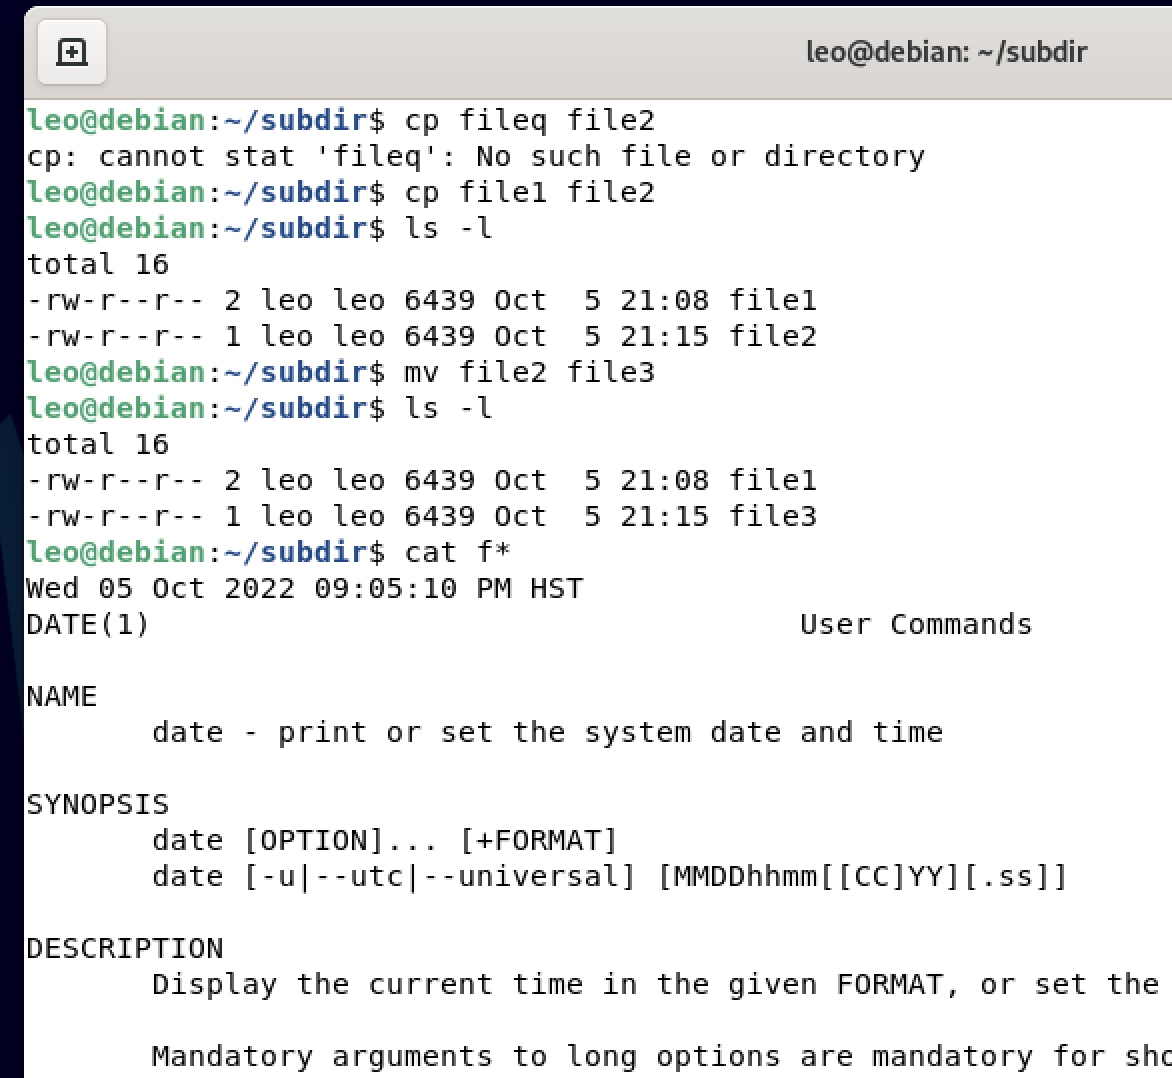 leo@debian: ~/subdir
leo@debian:~/subdir$ cp fileq file2
cp: cannot stat 'fileq': No such file or directory
leo@debian:~/subdir$ cp file1 file2
leo@debian:~/subdir$ ls -l
total 16
-rw-r--r-- 2 leo leo 6439 Oct  5 21:08 file1
-rw-r--r-- 1 leo leo 6439 Oct  5 21:15 file2
leo@debian:~/subdir$ mv file2 file3
leo@debian:~/subdir$ ls -l
total 16
-rw-r--r-- 2 leo leo 6439 Oct  5 21:08 file1
-rw-r--r-- 1 leo leo 6439 Oct  5 21:15 file3
leo@debian:~/subdir$ cat f*
Wed 05 Oct 2022 09:05:10 PM HST
DATE(1)                                    User Commands
NAME
       date - print or set the system date and time
SYNOPSIS
       date [OPTION]... [+FORMAT]
       date [-u|--utc|--universal] [MMDDhhmm[[CC]YY][.ss]]
DESCRIPTION
       Display the current time in the given FORMAT, or set the
       Mandatory arguments to long options are mandatory for